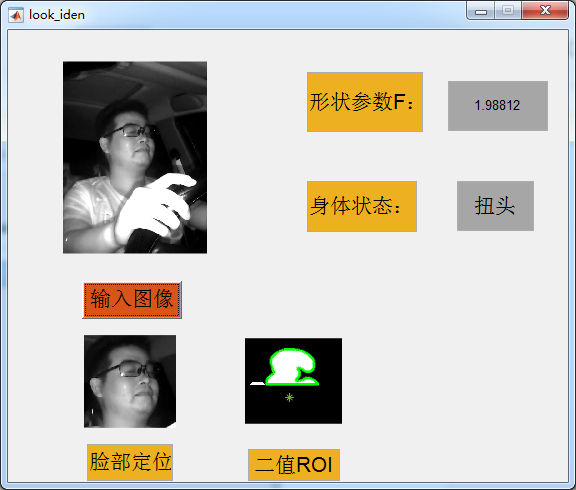 look_iden
形状参数F：
1.98812
身体状态：
扭头
输入图像
脸部定位
二值ROI